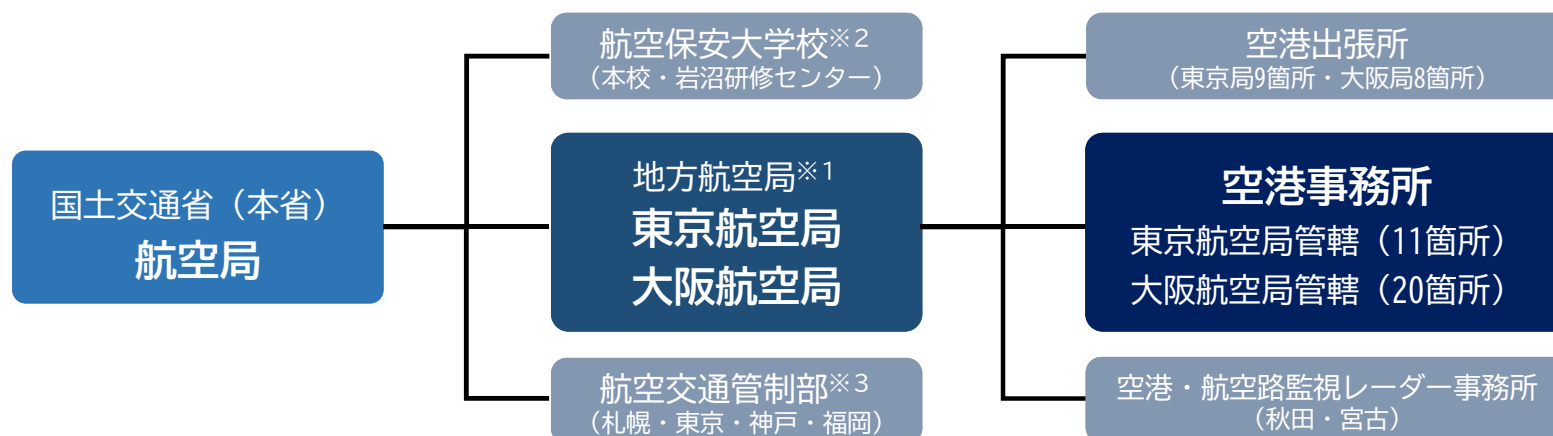 国土交通省（本省）
航空局
航空保安大学校※2
（本校・岩沼研修センター）
地方航空局※1
東京航空局
大阪航空局
航空交通管制部※3
（札幌・東京・神戸・福岡）
空港出張所
（東京局9箇所・大阪局8箇所）
空港事務所
東京航空局管轄（11箇所）
大阪航空局管轄（20箇所）
空港・航空路監視レーダー事務所
（秋田・宮古）